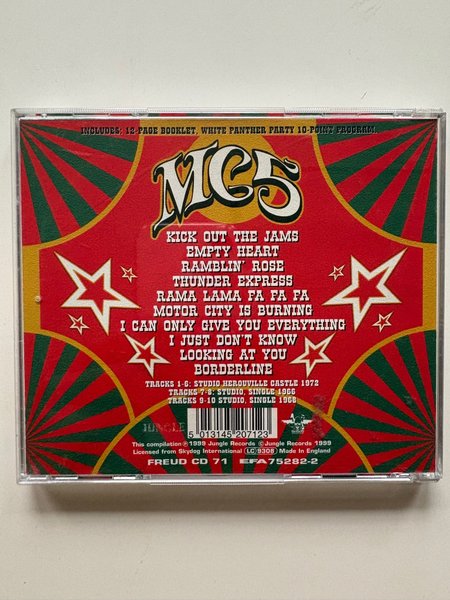 INCLUDES: 12-PAGE BOOKLET, WHITE PANTHER PARTY 10-POINT PROGRAM.
MC5
KICK OUT THE JAMS
EMPTY HEART
RAMBLIN' ROSE
THUNDER EXPRESS
RAMA LAMA FA FA FA
MOTOR CITY IS BURNING
I CAN ONLY GIVE YOU EVERYTHING
I JUST DON'T KNOW
LOOKING AT YOU
BORDERLINE
TRACKS 1-6: STUDIO HEROUVILLE CASTLE 1972
TRACKS 7-8: STUDIO, SINGLE 1966
TRACKS 9-10 STUDIO, SINGLE 1968
JUNGLE
5 013145 207123
This compilation ℗1999 Jungle Records ©Jungle Records 1999
Licensed from Skydog International LC 9308 Made In England
FREUD CD 71 EFA75282-2